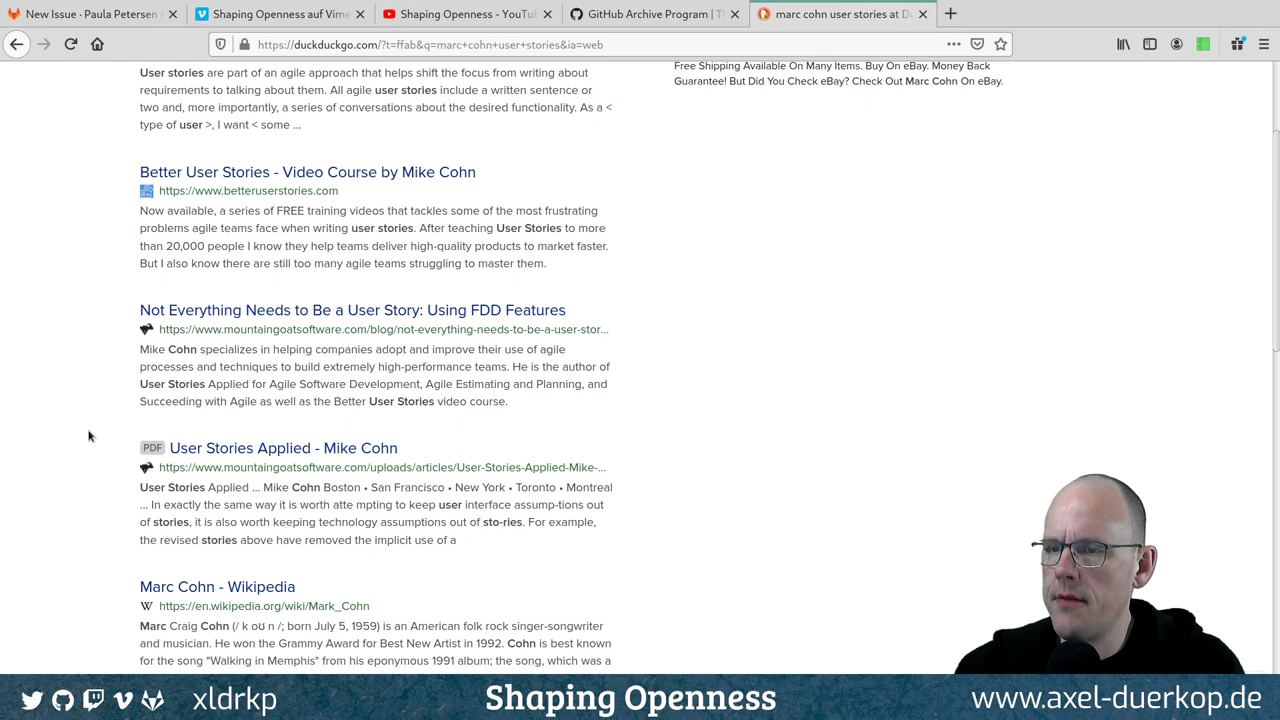 New Issue · Paula Petersen /
Shaping Openness auf Vime
Shaping Openness - YouTu
GitHub Archive Program | T
marc cohn user stories at D
https://duckduckgo.com/?t=ffab&q=marc+cohn+user+stories&ia=web
User stories are part of an agile approach that helps shift the focus from writing about
requirements to talking about them. All agile user stories include a written sentence or
two and, more importantly, a series of conversations about the desired functionality. As a <
type of user >, I want < some ...
Free Shipping Available On Many Items. Buy On eBay. Money Back
Guarantee! But Did You Check eBay? Check Out Marc Cohn On eBay.
Better User Stories - Video Course by Mike Cohn
https://www.betteruserstories.com
Now available, a series of FREE training videos that tackles some of the most frustrating
problems agile teams face when writing user stories. After teaching User Stories to more
than 20,000 people I know they help teams deliver high-quality products to market faster.
But I also know there are still too many agile teams struggling to master them.
Not Everything Needs to Be a User Story: Using FDD Features
https://www.mountaingoatsoftware.com/blog/not-everything-needs-to-be-a-user-stor...
Mike Cohn specializes in helping companies adopt and improve their use of agile
processes and techniques to build extremely high-performance teams. He is the author of
User Stories Applied for Agile Software Development, Agile Estimating and Planning, and
Succeeding with Agile as well as the Better User Stories video course.
PDF User Stories Applied - Mike Cohn
https://www.mountaingoatsoftware.com/uploads/articles/User-Stories-Applied-Mike-...
User Stories Applied ... Mike Cohn Boston • San Francisco • New York • Toronto • Montreal
... In exactly the same way it is worth atte mpting to keep user interface assump-tions out
of stories, it is also worth keeping technology assumptions out of sto-ries. For example,
the revised stories above have removed the implicit use of a
Marc Cohn - Wikipedia
W https://en.wikipedia.org/wiki/Mark_Cohn
Marc Craig Cohn (/ k oʊ n /; born July 5, 1959) is an American folk rock singer-songwriter
and musician. He won the Grammy Award for Best New Artist in 1992. Cohn is best known
for the song "Walking in Memphis" from his eponymous 1991 album; the song, which was a
xldrkp
Shaping Openness
www.axel-duerkop.de